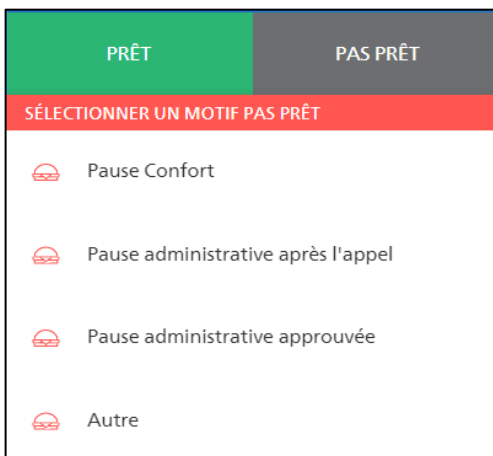 PRÊT PAS PRÊT
SÉLECTIONNER UN MOTIF PAS PRÊT
Pause Confort
Pause administrative après l'appel
Pause administrative approuvée
Autre